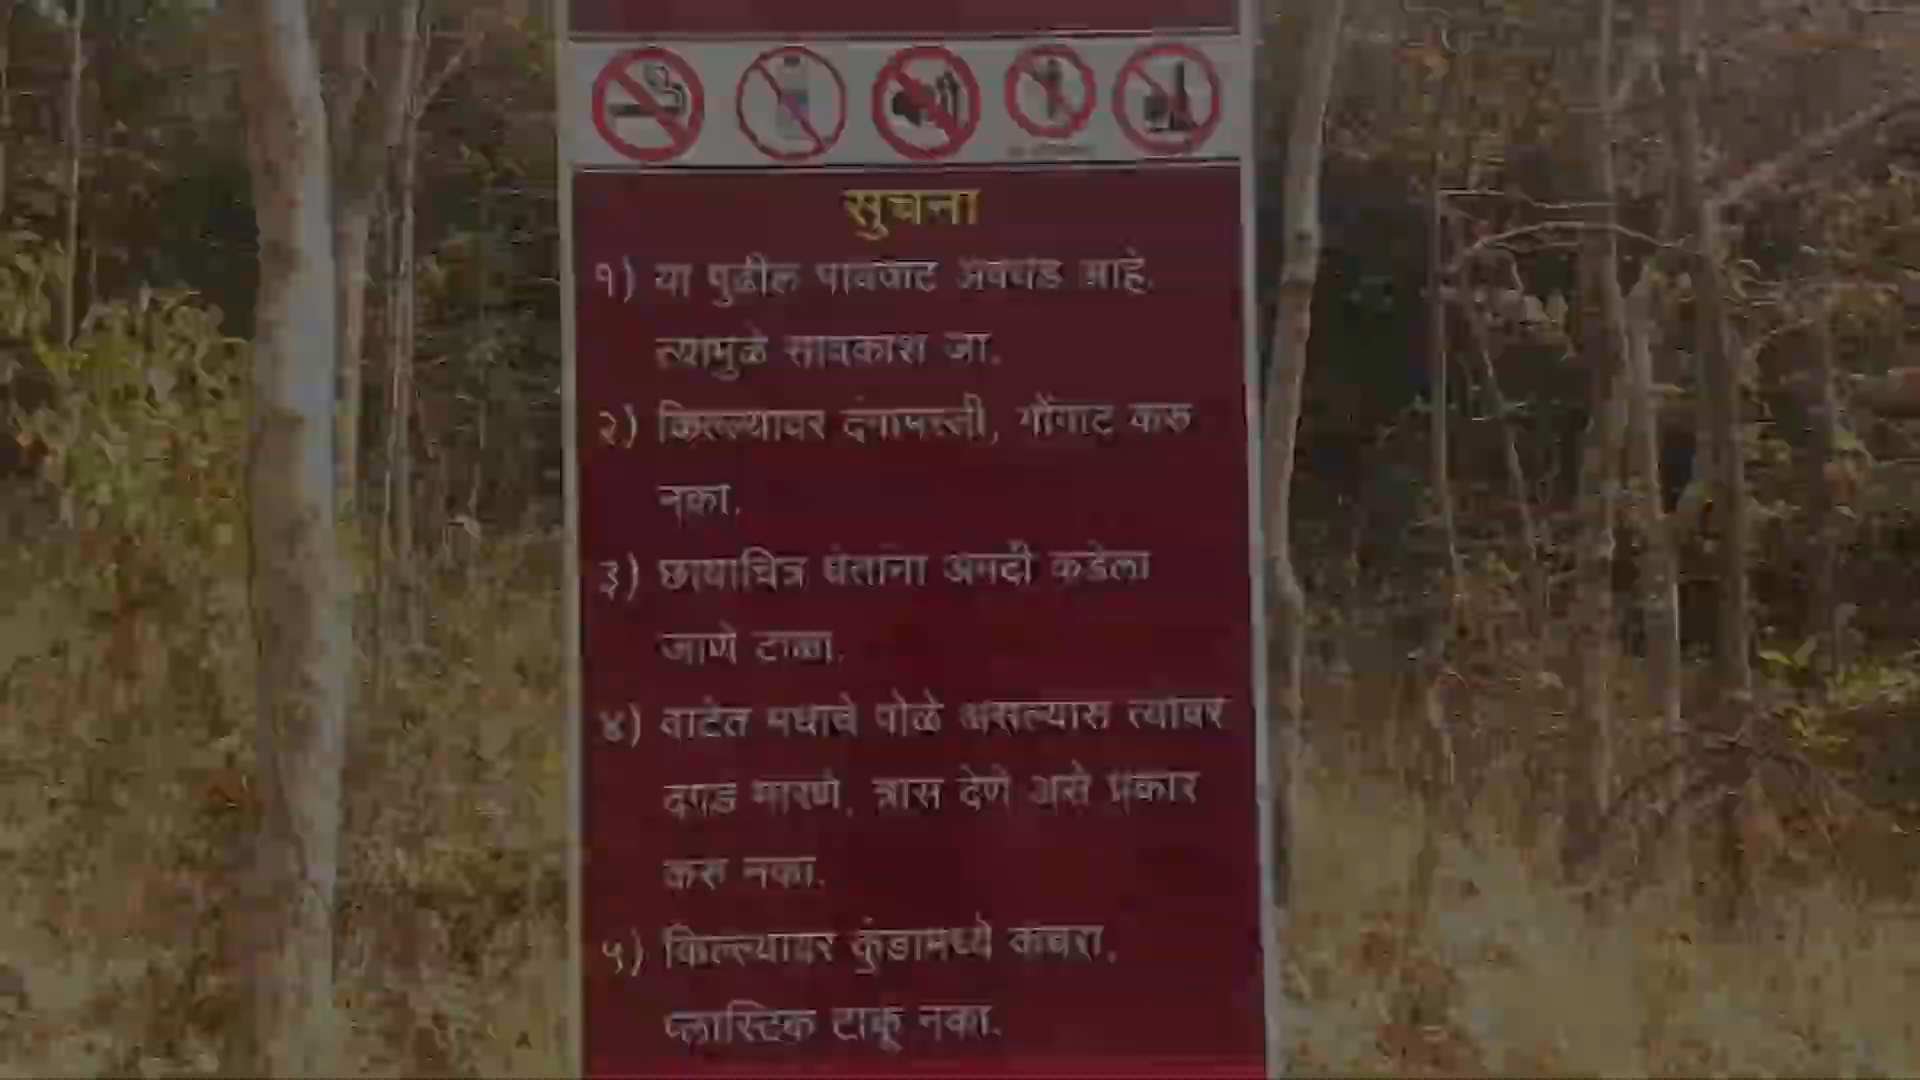 सुचना
१) या पुढील पायवाट अवघड आहे.
त्यामुळे सावकाश जा.
२) किल्ल्यावर दंगामस्ती, गोंगाट करु
नका.
३) छायाचित्र घेताना अगदी कडेला
जाणे टाळा.
४) वाटेत मधाचे पोळे असल्यास त्यांवर
दगड मारणे, त्रास देणे असे प्रकार
करु नका.
५) किल्ल्यावर कुंडामध्ये कचरा,
प्लास्टिक टाकू नका.